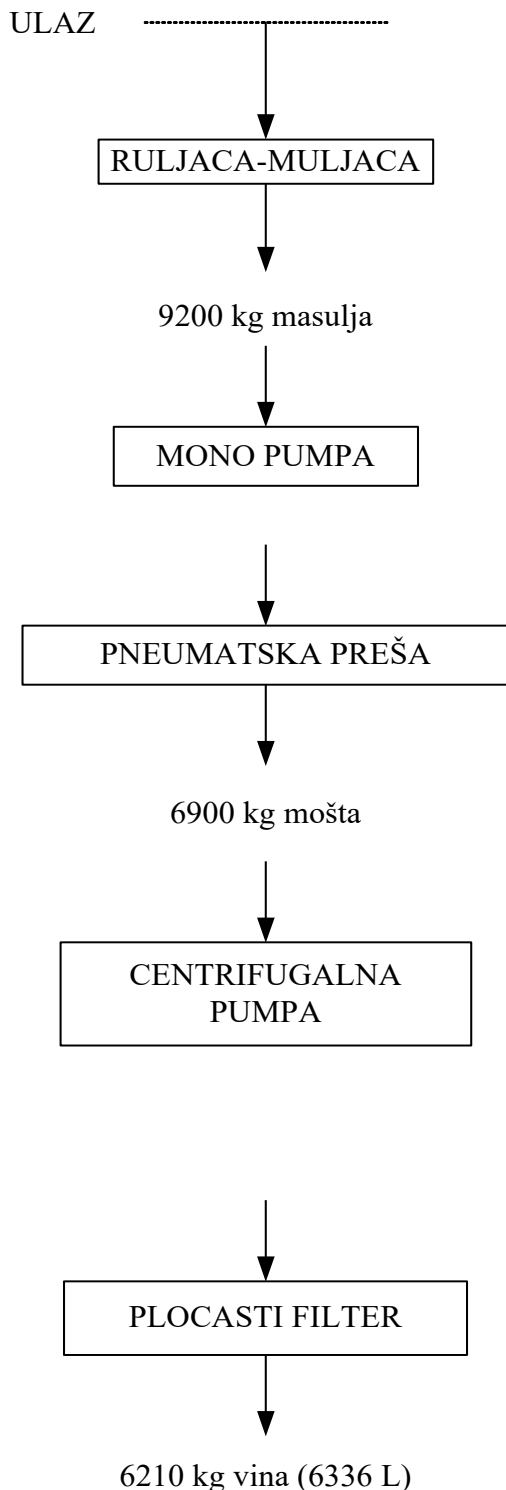 ULAZ
RULJACA-MULJACA
9200 kg masulja
MONO PUMPA
PNEUMATSKA PREŠA
6900 kg mošta
CENTRIFUGALNA
PUMPA
PLOCASTI FILTER
6210 kg vina (6336 L)